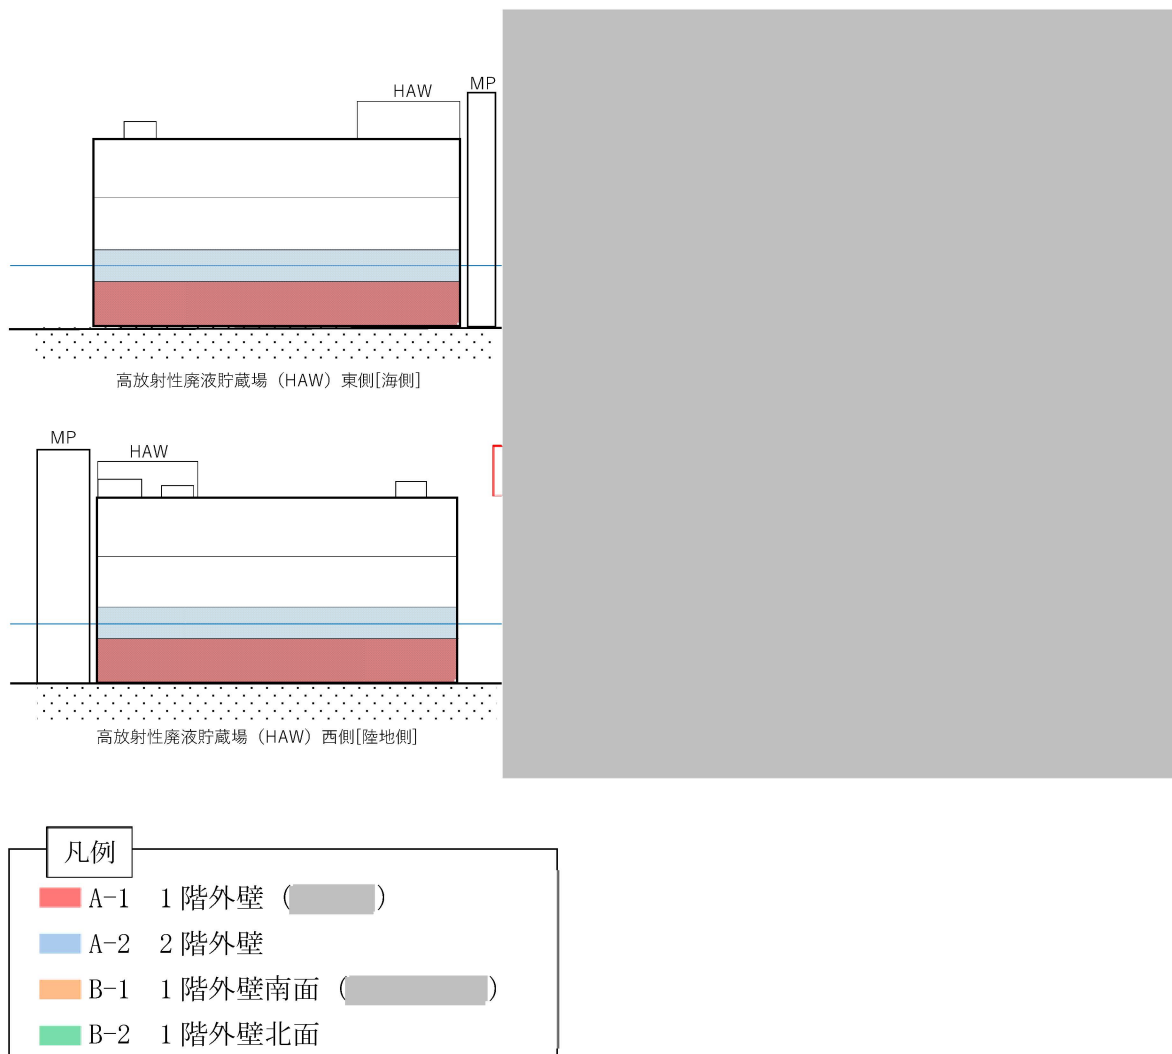 HAW
MP
高放射性廃液貯蔵場（HAW）東側[海側]
MP
HAW
高放射性廃液貯蔵場（HAW）西側[陸地側]
凡例
A-1 1階外壁（ ）
A-2 2階外壁
B-1 1階外壁南面（ ）
B-2 1階外壁北面